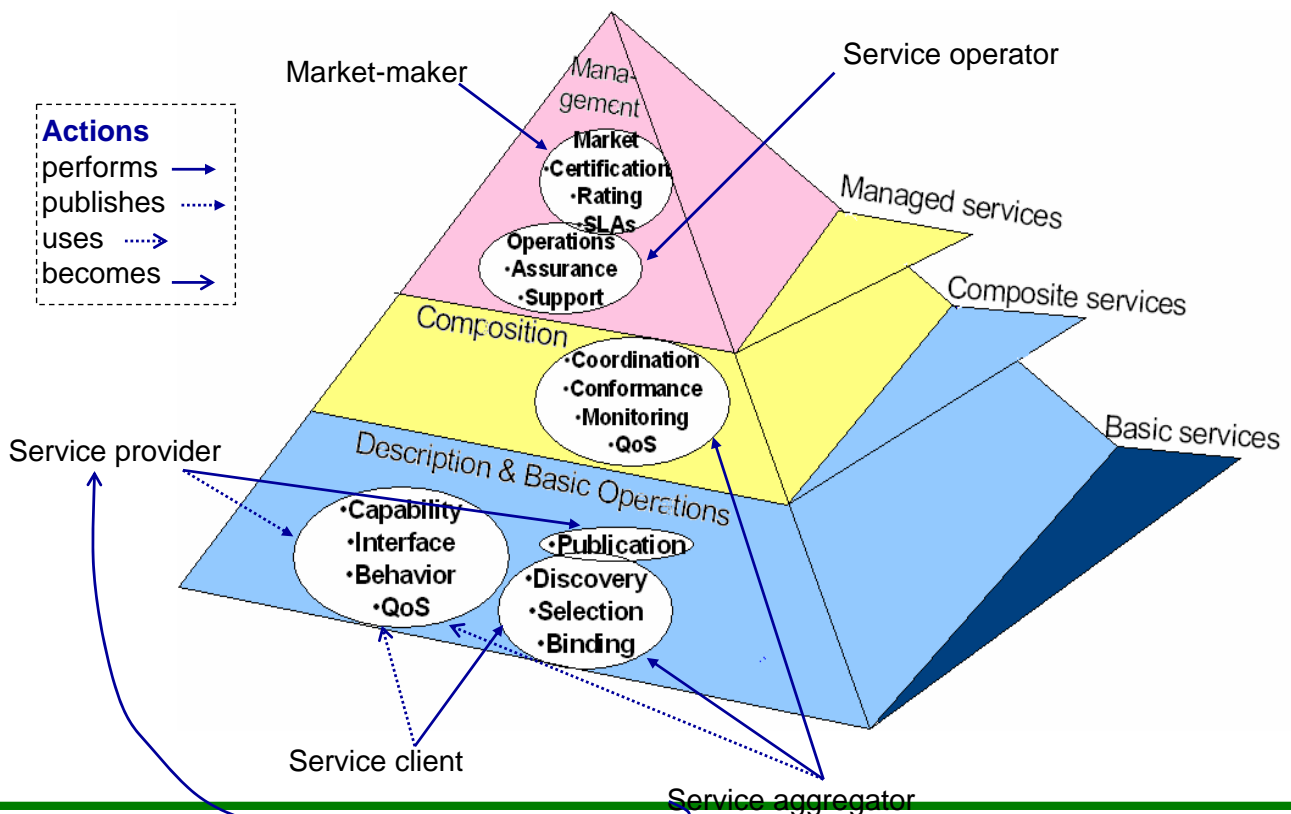 Market-maker
Service operator
Actions
performs
publishes
uses
becomes
Mana-
gement
Market
•Certification
•Rating
•SLAs
Operations
•Assurance
•Support
Managed services
Composition
•Coordination
•Conformance
•Monitoring
•QoS
Composite services
Service provider
Description & Basic Operations
•Capability
•Interface
•Behavior
•QoS
•Publication
•Discovery
•Selection
•Binding
Basic services
Service client
Service aggregator